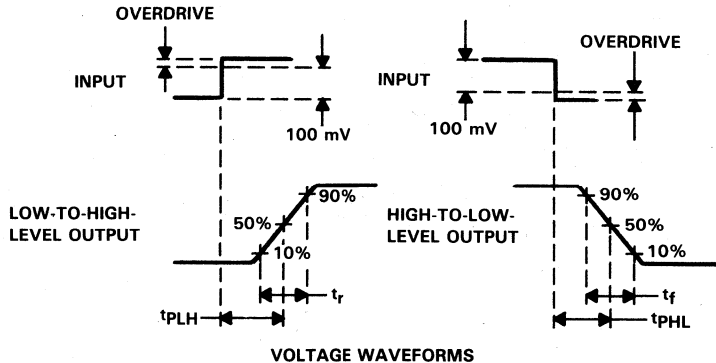 OVERDRIVE
INPUT
100 mV
OVERDRIVE
INPUT
100 mV
LOW-TO-HIGH-
LEVEL OUTPUT
90%
50%
10%
tr
tPLH
HIGH-TO-LOW-
LEVEL OUTPUT
90%
50%
10%
tf
tPHL
VOLTAGE WAVEFORMS